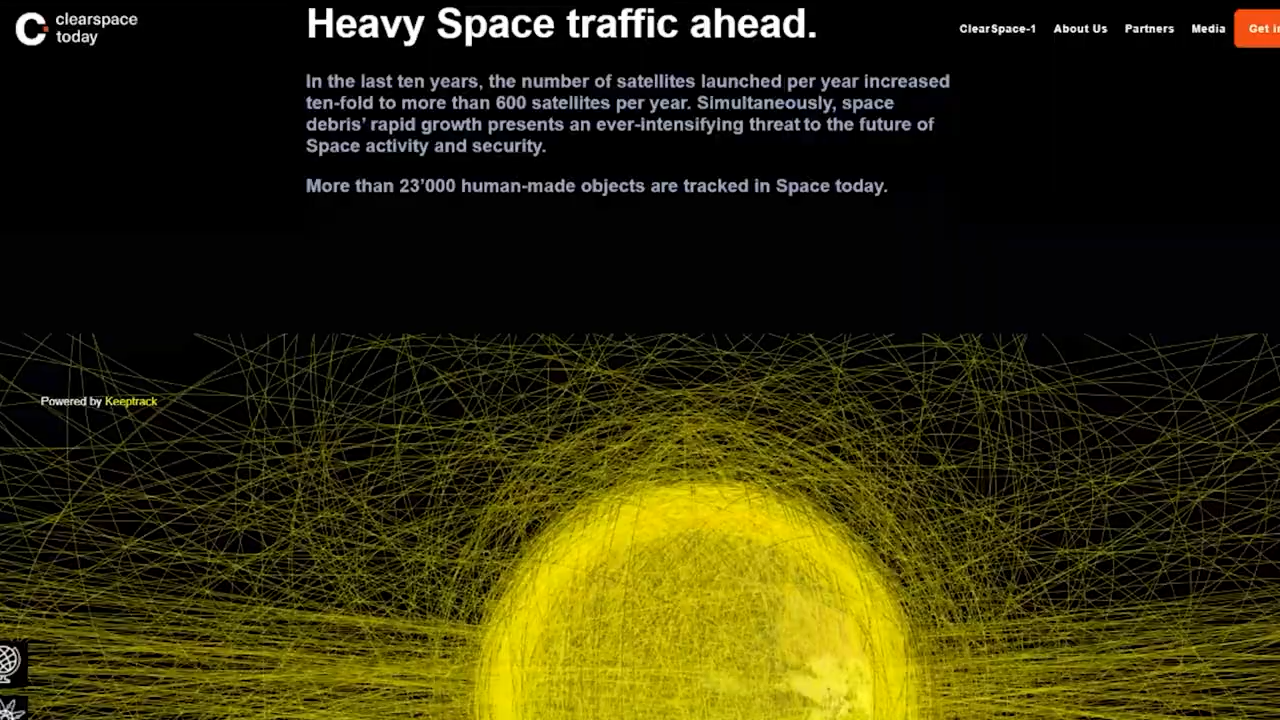 clearspace
today
Heavy Space traffic ahead.
ClearSpace-1 About Us Partners Media Get i
In the last ten years, the number of satellites launched per year increased
ten-fold to more than 600 satellites per year. Simultaneously, space
debris’ rapid growth presents an ever-intensifying threat to the future of
Space activity and security.
More than 23’000 human-made objects are tracked in Space today.
Powered by Keeptrack